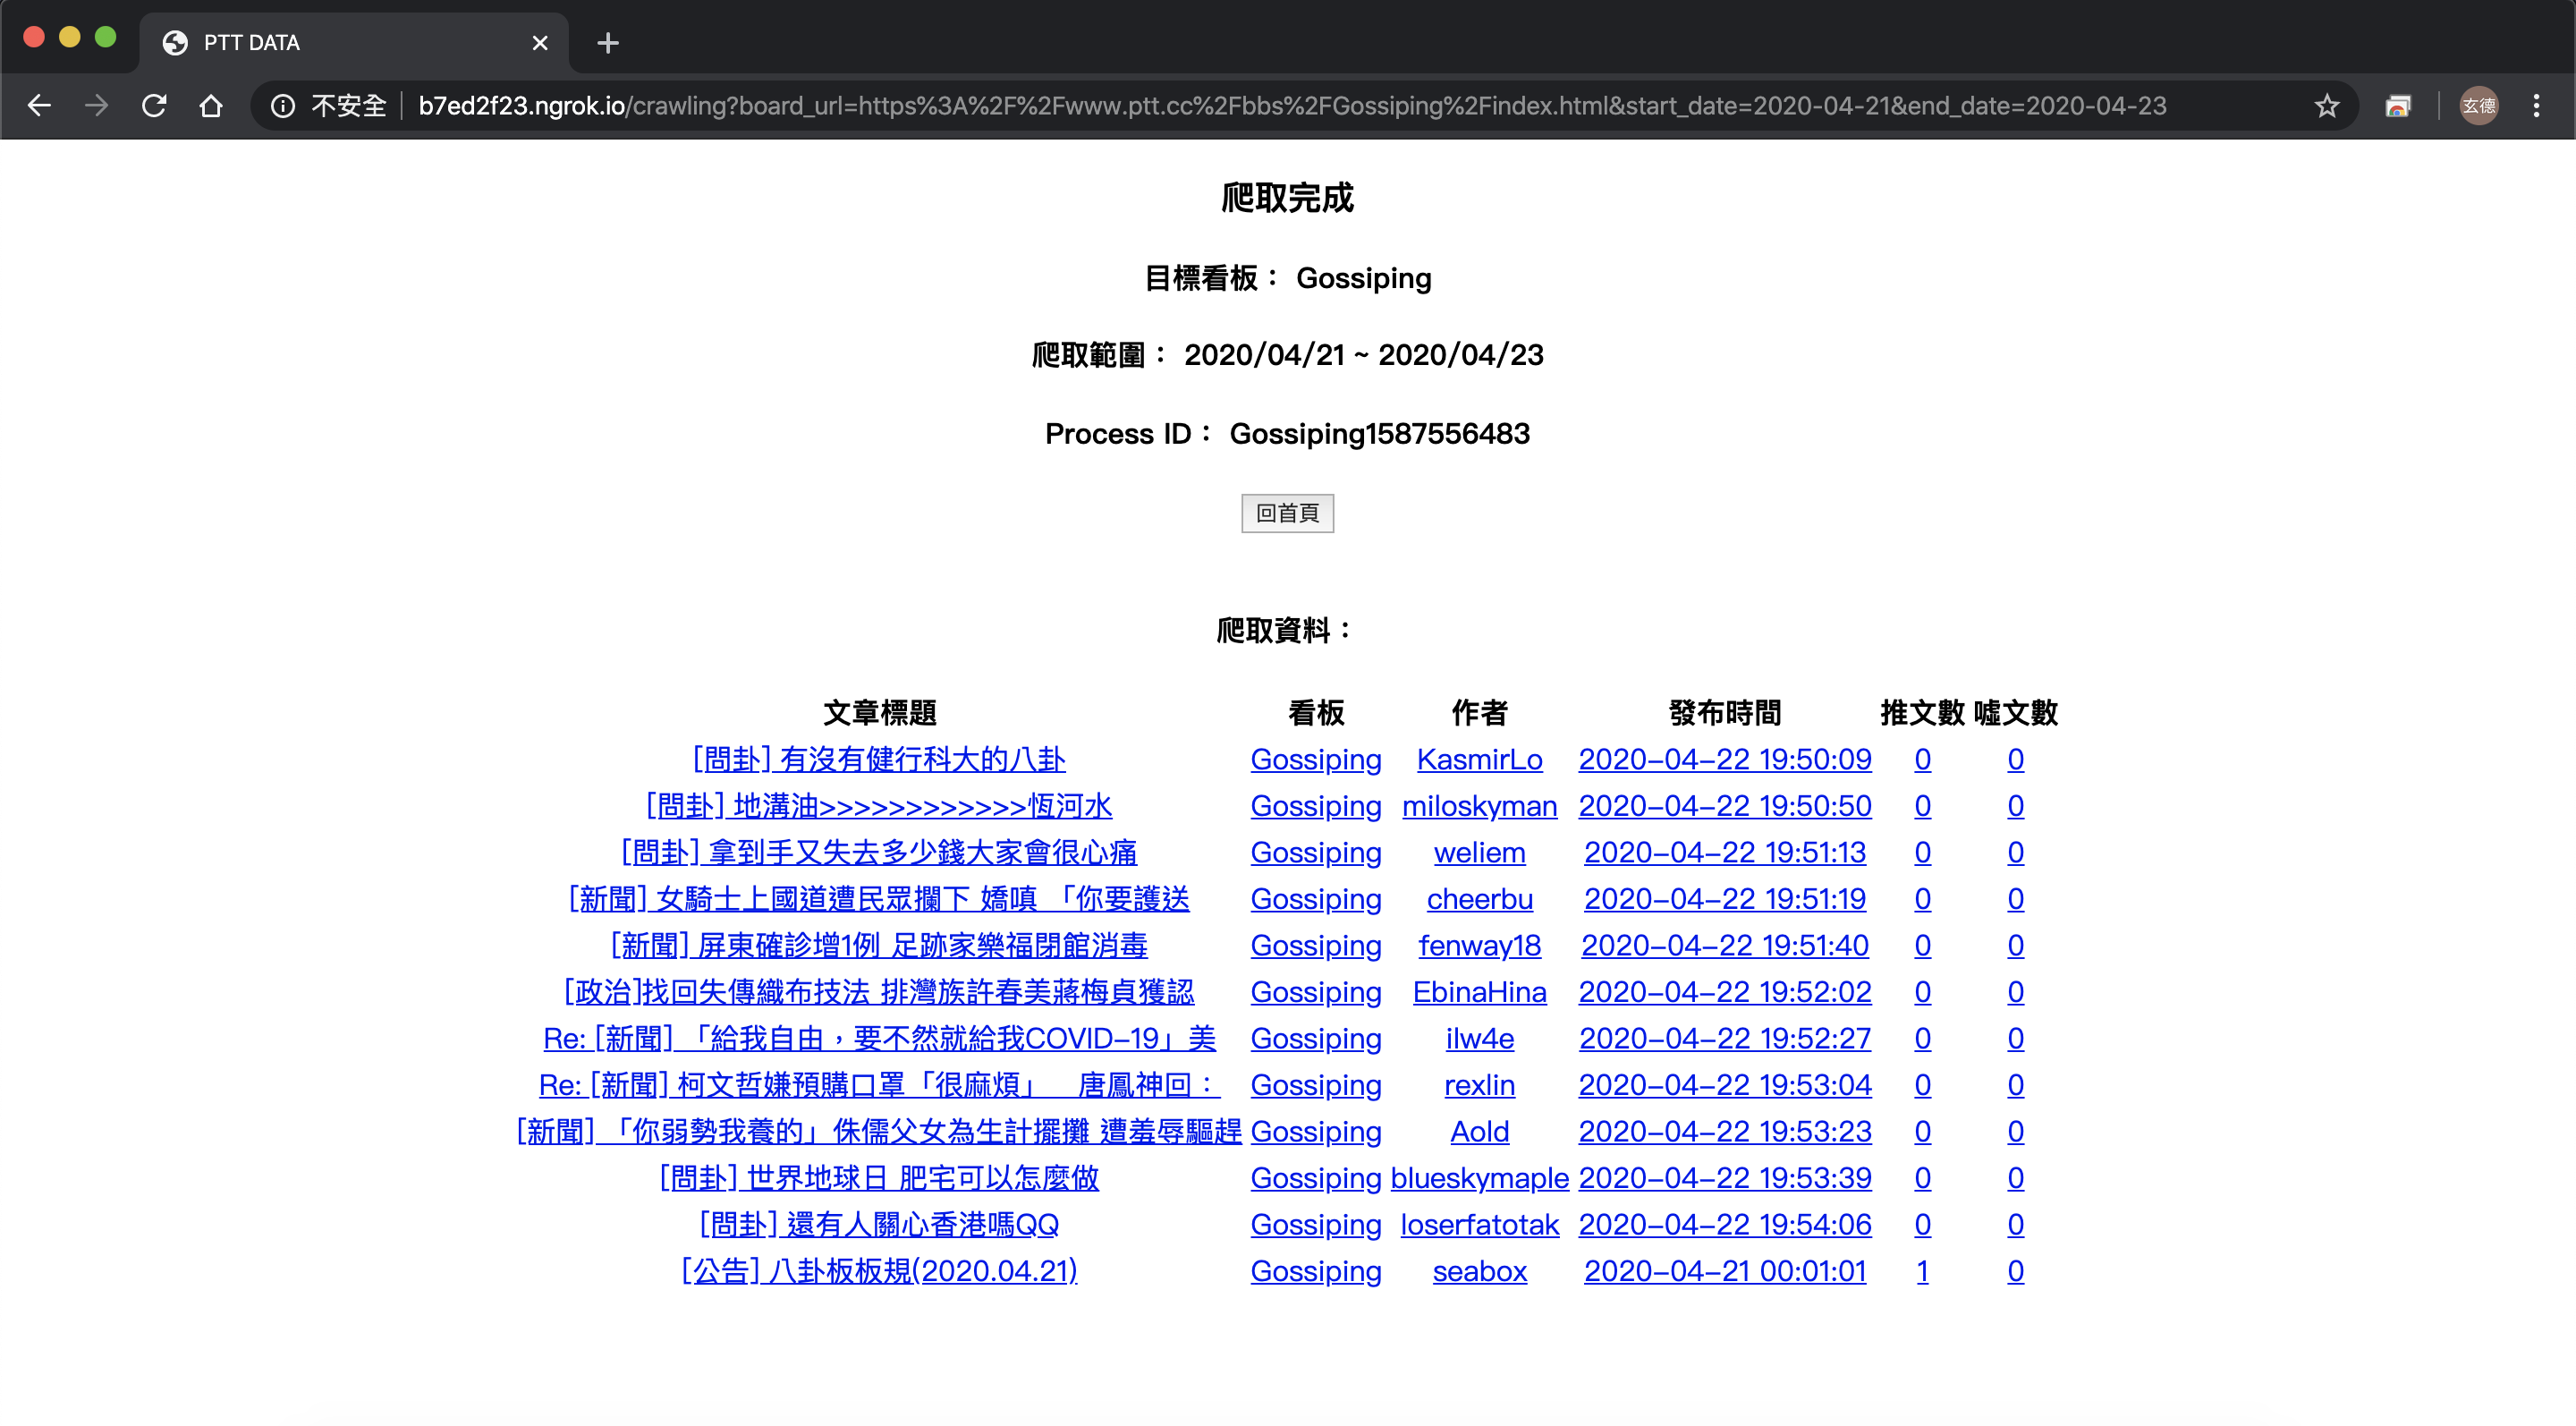 PTT DATA
不安全 b7ed2f23.ngrok.io/crawling?board_url=https%3A%2F%2Fwww.ptt.cc%2Fbbs%2FGossiping%2Findex.html&start_date=2020-04-21&end_date=2020-04-23 玄德
爬取完成
目標看板： Gossiping
爬取範圍： 2020/04/21 ~ 2020/04/23
Process ID： Gossiping1587556483
回首頁
爬取資料：
文章標題 看板 作者 發布時間 推文數 噓文數
[問卦] 有沒有健行科大的八卦 Gossiping KasmirLo 2020-04-22 19:50:09 0 0
[問卦] 地溝油>>>>>>>>>>>>恆河水 Gossiping miloskyman 2020-04-22 19:50:50 0 0
[問卦] 拿到手又失去多少錢大家會很心痛 Gossiping weliem 2020-04-22 19:51:13 0 0
[新聞] 女騎士上國道遭民眾攔下 嬌嗔 「你要護送 Gossiping cheerbu 2020-04-22 19:51:19 0 0
[新聞] 屏東確診增1例 足跡家樂福閉館消毒 Gossiping fenway18 2020-04-22 19:51:40 0 0
[政治]找回失傳織布技法 排灣族許春美蔣梅貞獲認 Gossiping EbinaHina 2020-04-22 19:52:02 0 0
Re: [新聞] 「給我自由，要不然就給我COVID-19」美 Gossiping ilw4e 2020-04-22 19:52:27 0 0
Re: [新聞] 柯文哲嫌預購口罩「很麻煩」　唐鳳神回： Gossiping rexlin 2020-04-22 19:53:04 0 0
[新聞] 「你弱勢我養的」侏儒父女為生計擺攤 遭羞辱驅趕 Gossiping Aold 2020-04-22 19:53:23 0 0
[問卦] 世界地球日 肥宅可以怎麼做 Gossiping blueskymaple 2020-04-22 19:53:39 0 0
[問卦] 還有人關心香港嗎QQ Gossiping loserfatotak 2020-04-22 19:54:06 0 0
[公告] 八卦板板規(2020.04.21) Gossiping seabox 2020-04-21 00:01:01 1 0